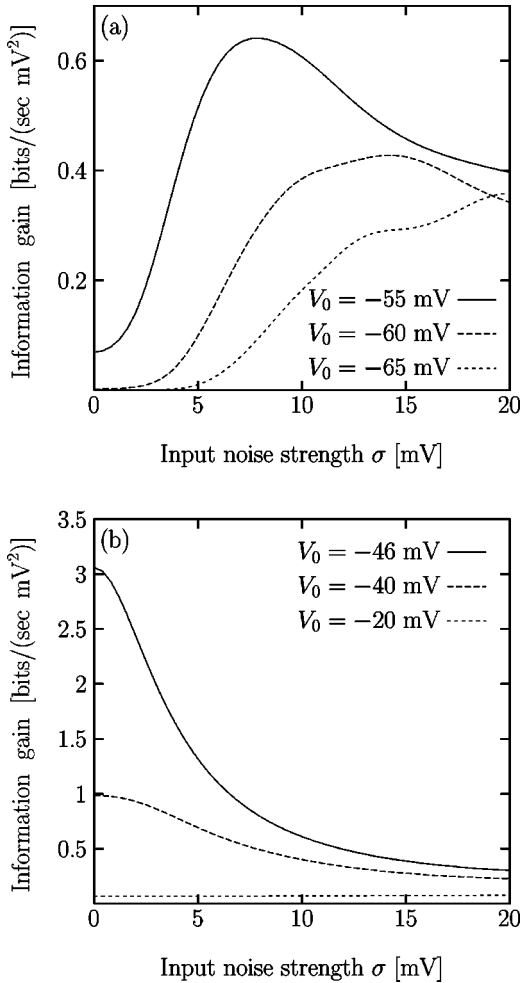 (a)
0.6
0.4
0.2
0 5 10 15 20
Information gain [bits/(sec mV²)]
V₀ = −55 mV
V₀ = −60 mV
V₀ = −65 mV
Input noise strength σ [mV]
(b)
3.5
3
2.5
2
1.5
1
0.5
0 5 10 15 20
Information gain [bits/(sec mV²)]
V₀ = −46 mV
V₀ = −40 mV
V₀ = −20 mV
Input noise strength σ [mV]